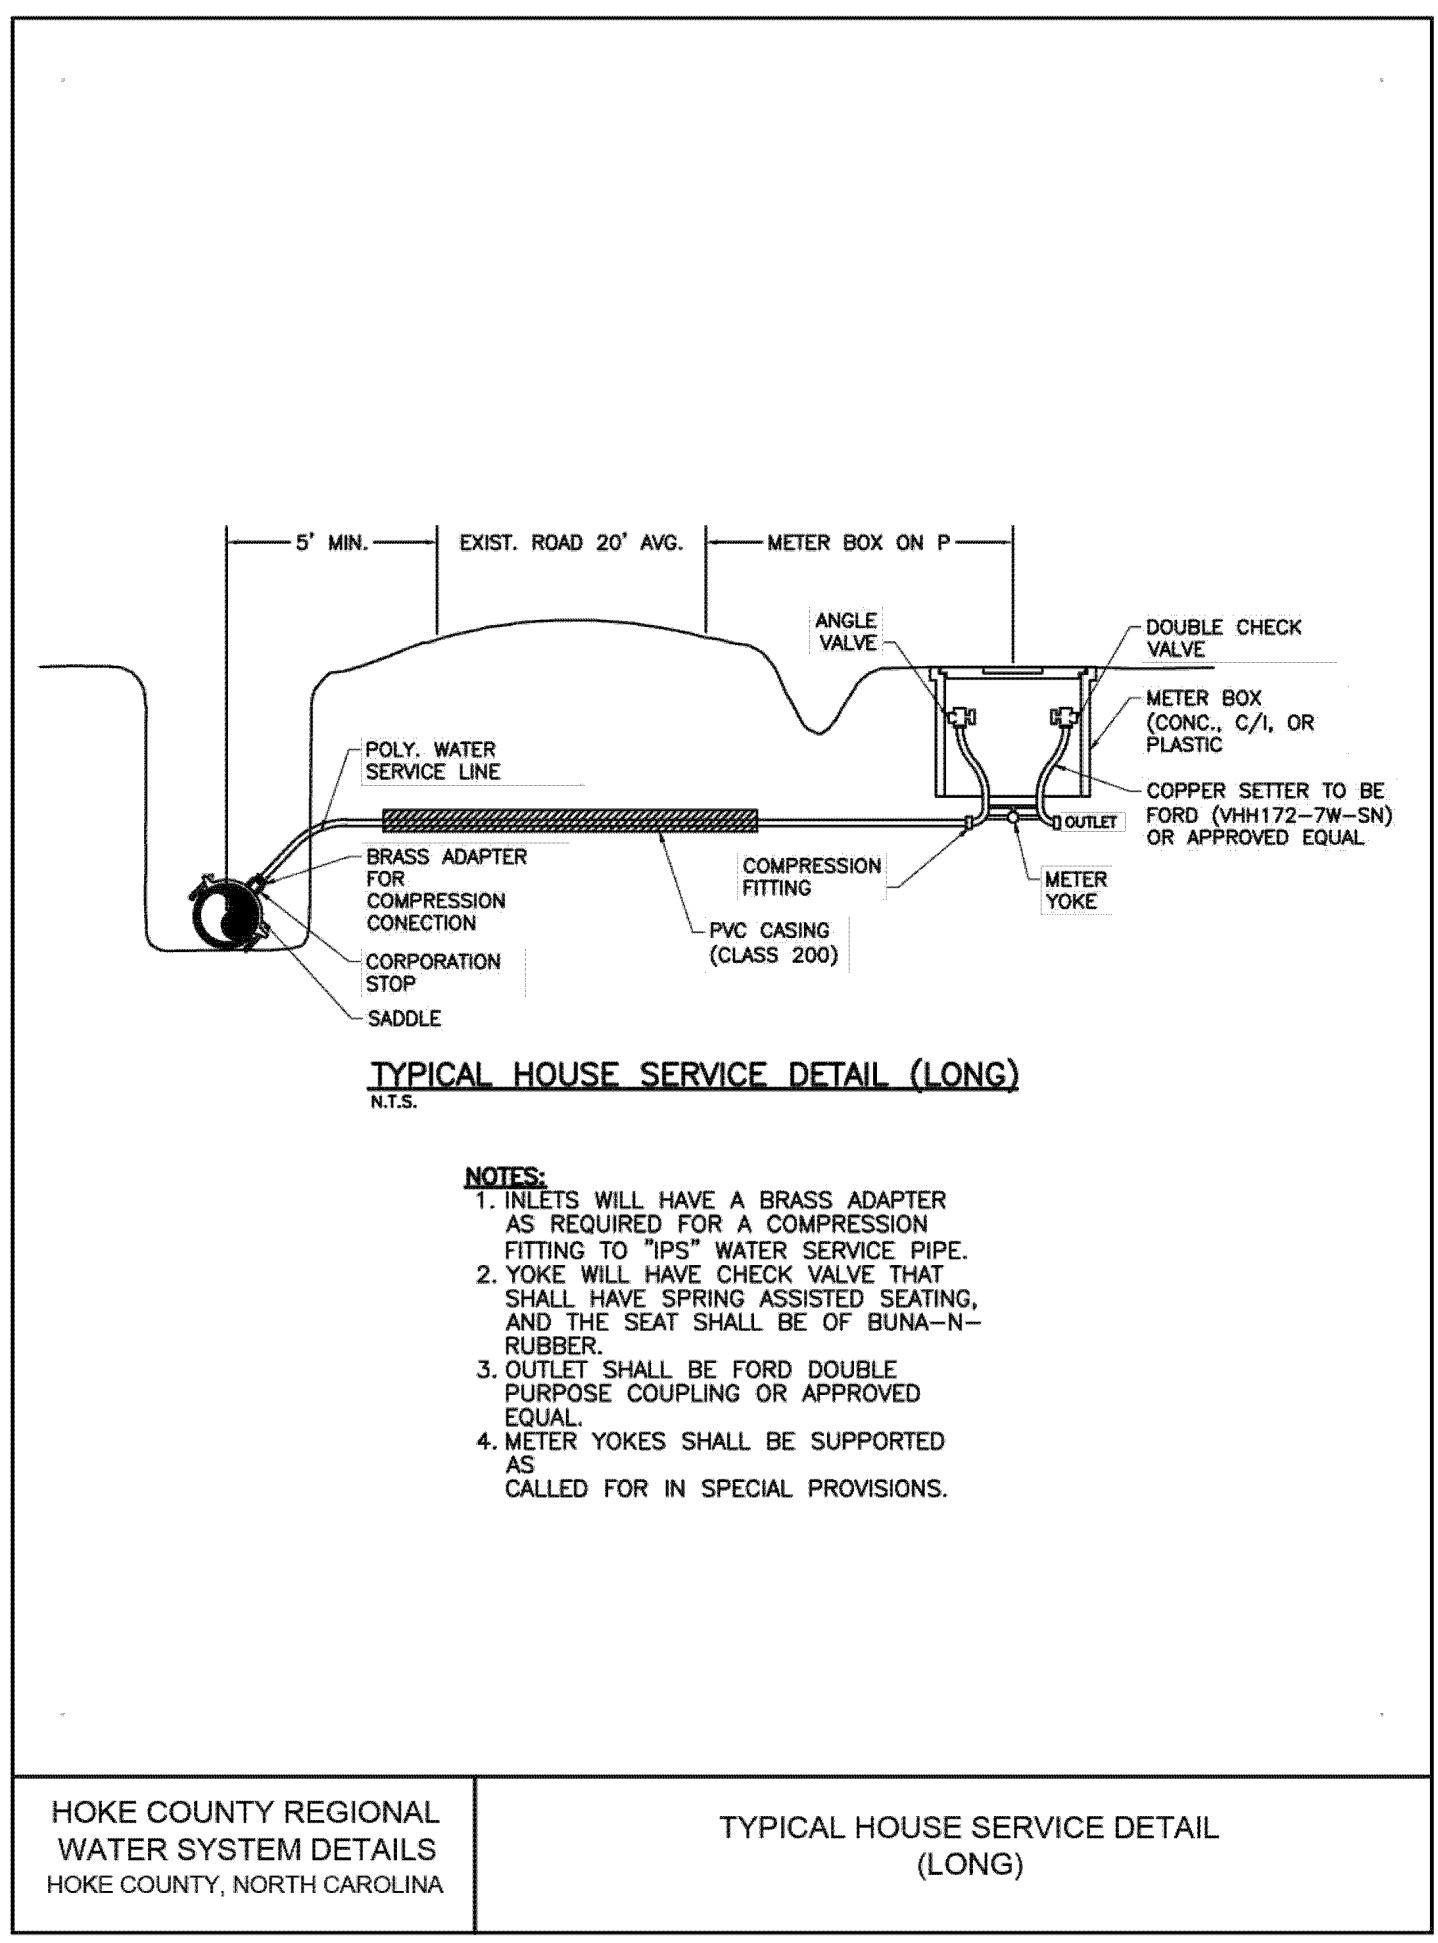 5' MIN.
EXIST. ROAD 20' AVG.
METER BOX ON P
ANGLE
VALVE
DOUBLE CHECK
VALVE
METER BOX
(CONC., C/I, OR
PLASTIC
POLY. WATER
SERVICE LINE
COPPER SETTER TO BE
FORD (VHH172-7W-SN)
OR APPROVED EQUAL
OUTLET
BRASS ADAPTER
FOR
COMPRESSION
CONECTION
COMPRESSION
FITTING
METER
YOKE
PVC CASING
(CLASS 200)
CORPORATION
STOP
SADDLE
TYPICAL HOUSE SERVICE DETAIL (LONG)
N.T.S.
NOTES:
1. INLETS WILL HAVE A BRASS ADAPTER
AS REQUIRED FOR A COMPRESSION
FITTING TO "IPS" WATER SERVICE PIPE.
2. YOKE WILL HAVE CHECK VALVE THAT
SHALL HAVE SPRING ASSISTED SEATING,
AND THE SEAT SHALL BE OF BUNA-N-
RUBBER.
3. OUTLET SHALL BE FORD DOUBLE
PURPOSE COUPLING OR APPROVED
EQUAL.
4. METER YOKES SHALL BE SUPPORTED
AS
CALLED FOR IN SPECIAL PROVISIONS.
HOKE COUNTY REGIONAL
WATER SYSTEM DETAILS
HOKE COUNTY, NORTH CAROLINA
TYPICAL HOUSE SERVICE DETAIL
(LONG)